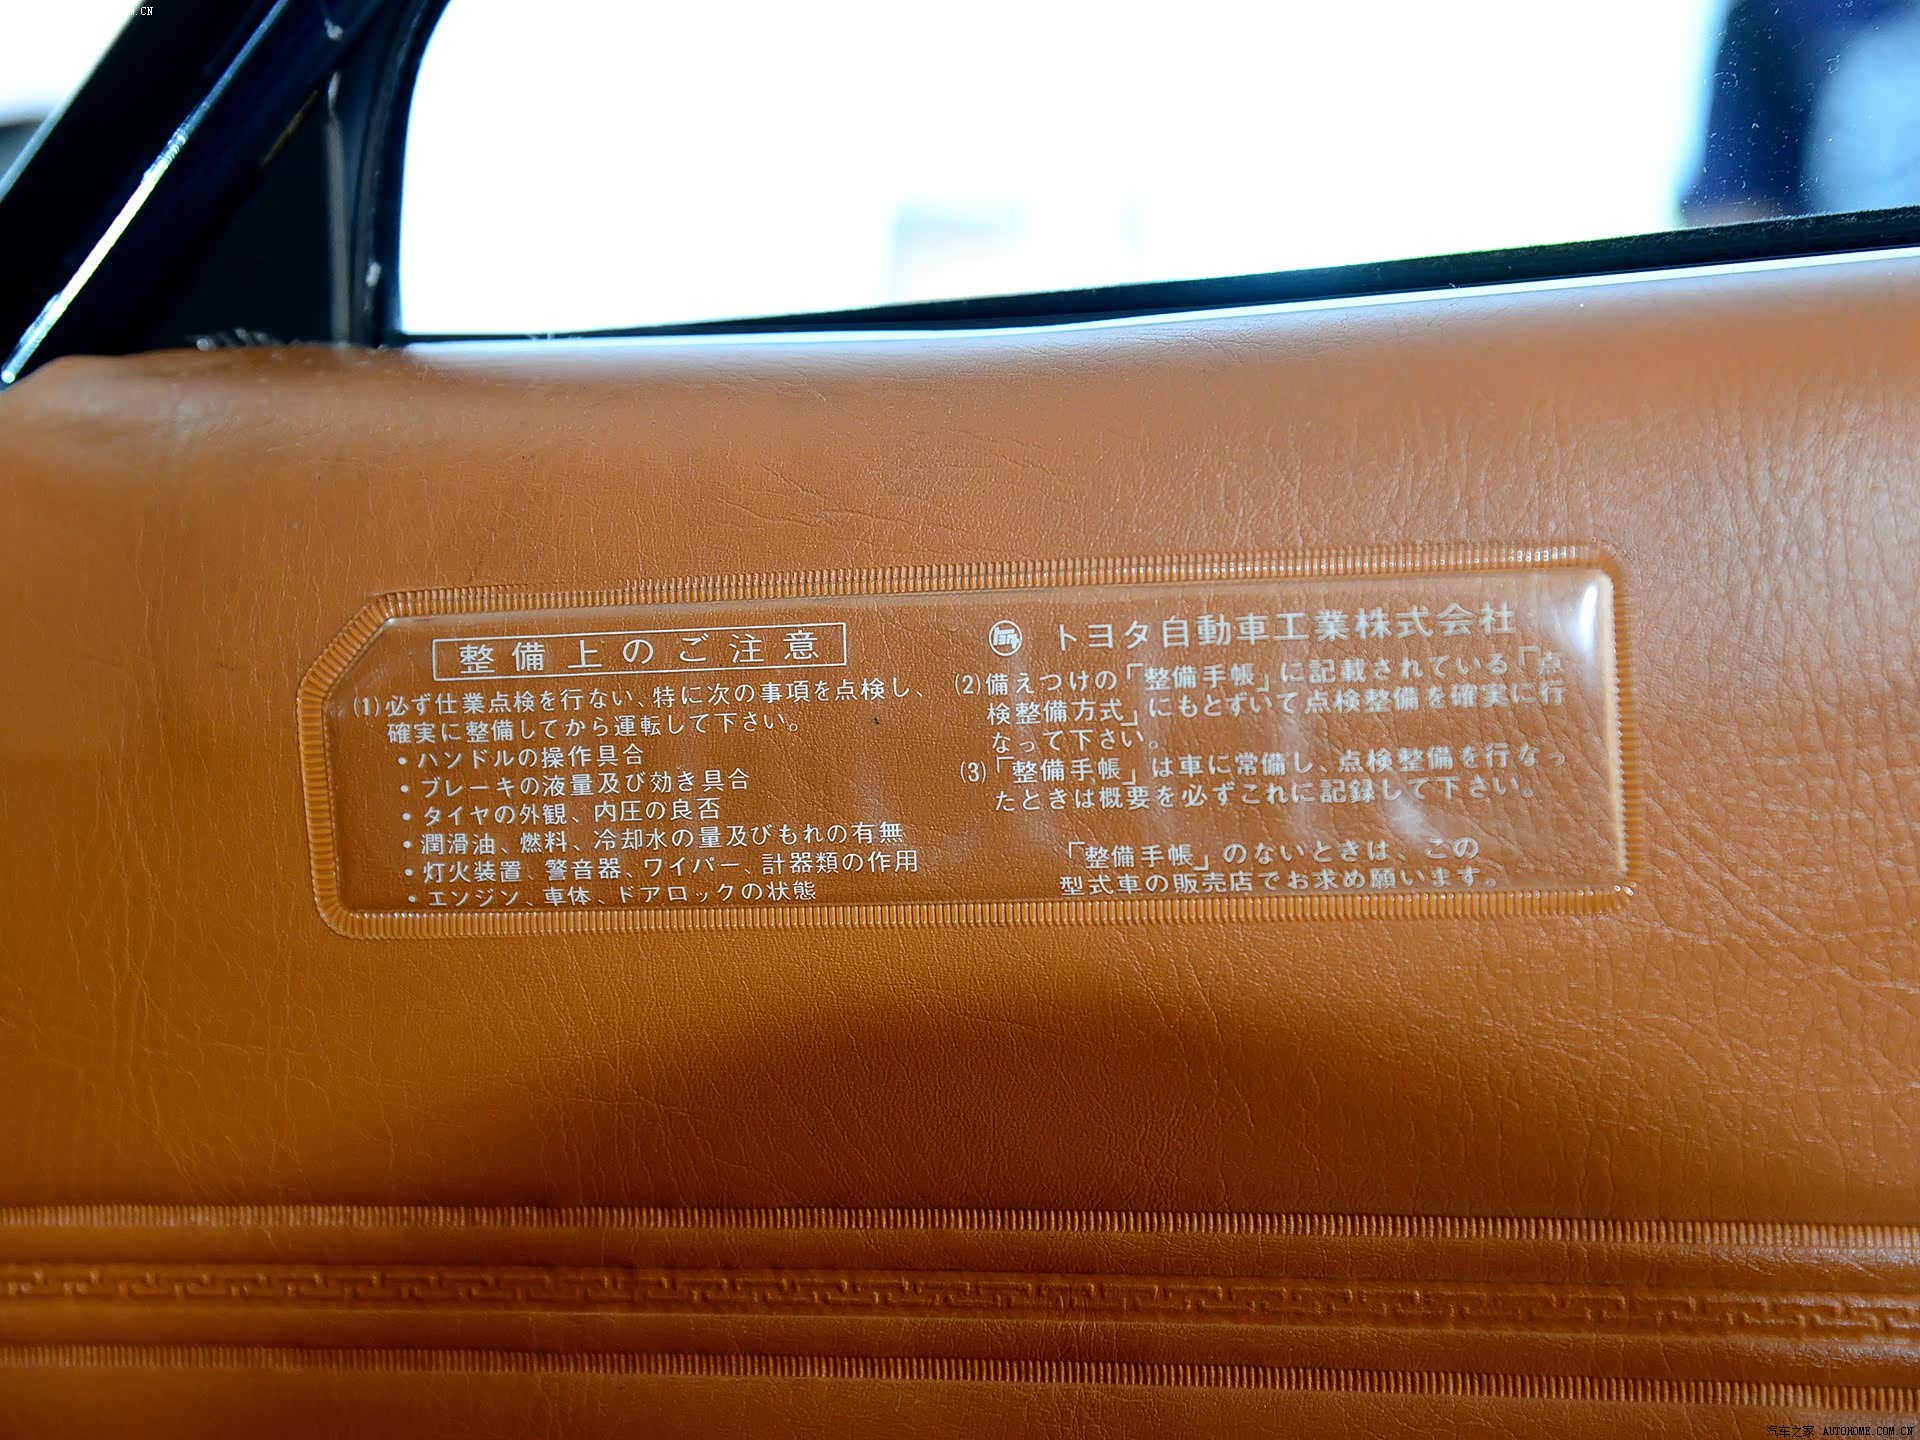 整備上のご注意
(1)必ず仕業点検を行ない、特に次の事項を点検し、
確実に整備してから運転して下さい。
・ハンドルの操作具合
・ブレーキの液量及び効き具合
・タイヤの外観、内圧の良否
・潤滑油、燃料、冷却水の量及びもれの有無
・灯火装置、警音器、ワイパー、計器類の作用
・エンジン、車体、ドアロックの状態
トヨタ自動車工業株式会社
(2)備えつけの「整備手帳」に記載されている「点
検整備方式」にもとずいて点検整備を確実に行
なって下さい。
(3)「整備手帳」は車に常備し、点検整備を行なっ
たときは概要を必ずこれに記録して下さい。
「整備手帳」のないときは、この
型式車の販売店でお求め願います。
汽车之家 AUTOHOME.COM.CN